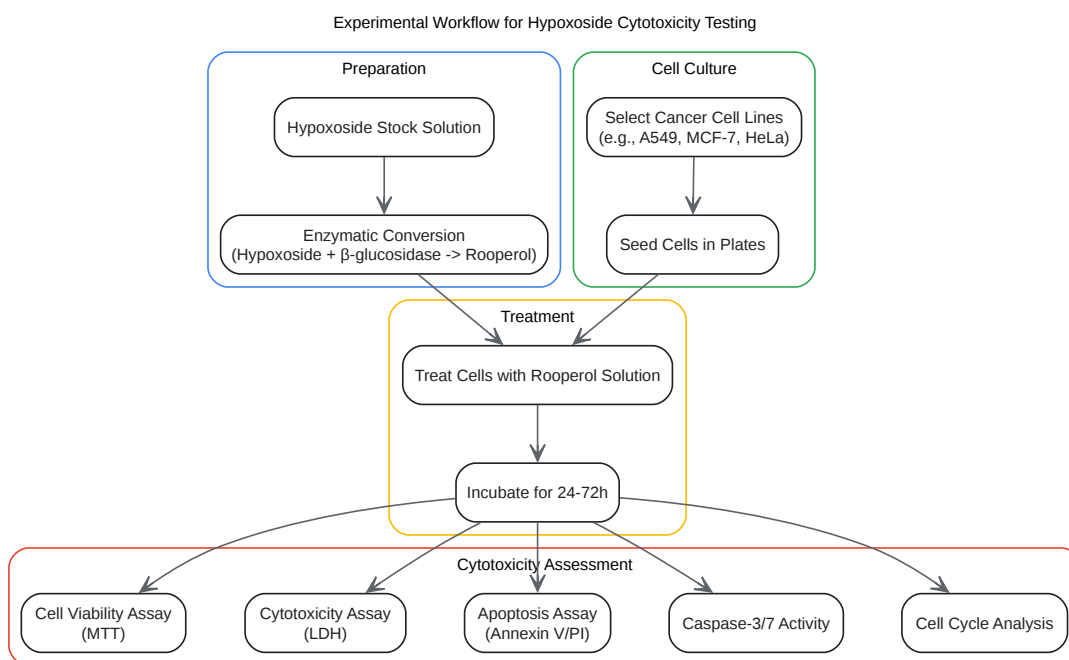 Experimental Workflow for Hypoxoside Cytotoxicity Testing
Preparation
Cell Culture
Hypoxoside Stock Solution
Select Cancer Cell Lines
(e.g., A549, MCF-7, HeLa)
Enzymatic Conversion
(Hypoxoside + β-glucosidase -> Rooperol)
Seed Cells in Plates
Treatment
Treat Cells with Rooperol Solution
Incubate for 24-72h
Cytotoxicity Assessment
Cell Viability Assay
(MTT)
Cytotoxicity Assay
(LDH)
Apoptosis Assay
(Annexin V/PI)
Caspase-3/7 Activity
Cell Cycle Analysis